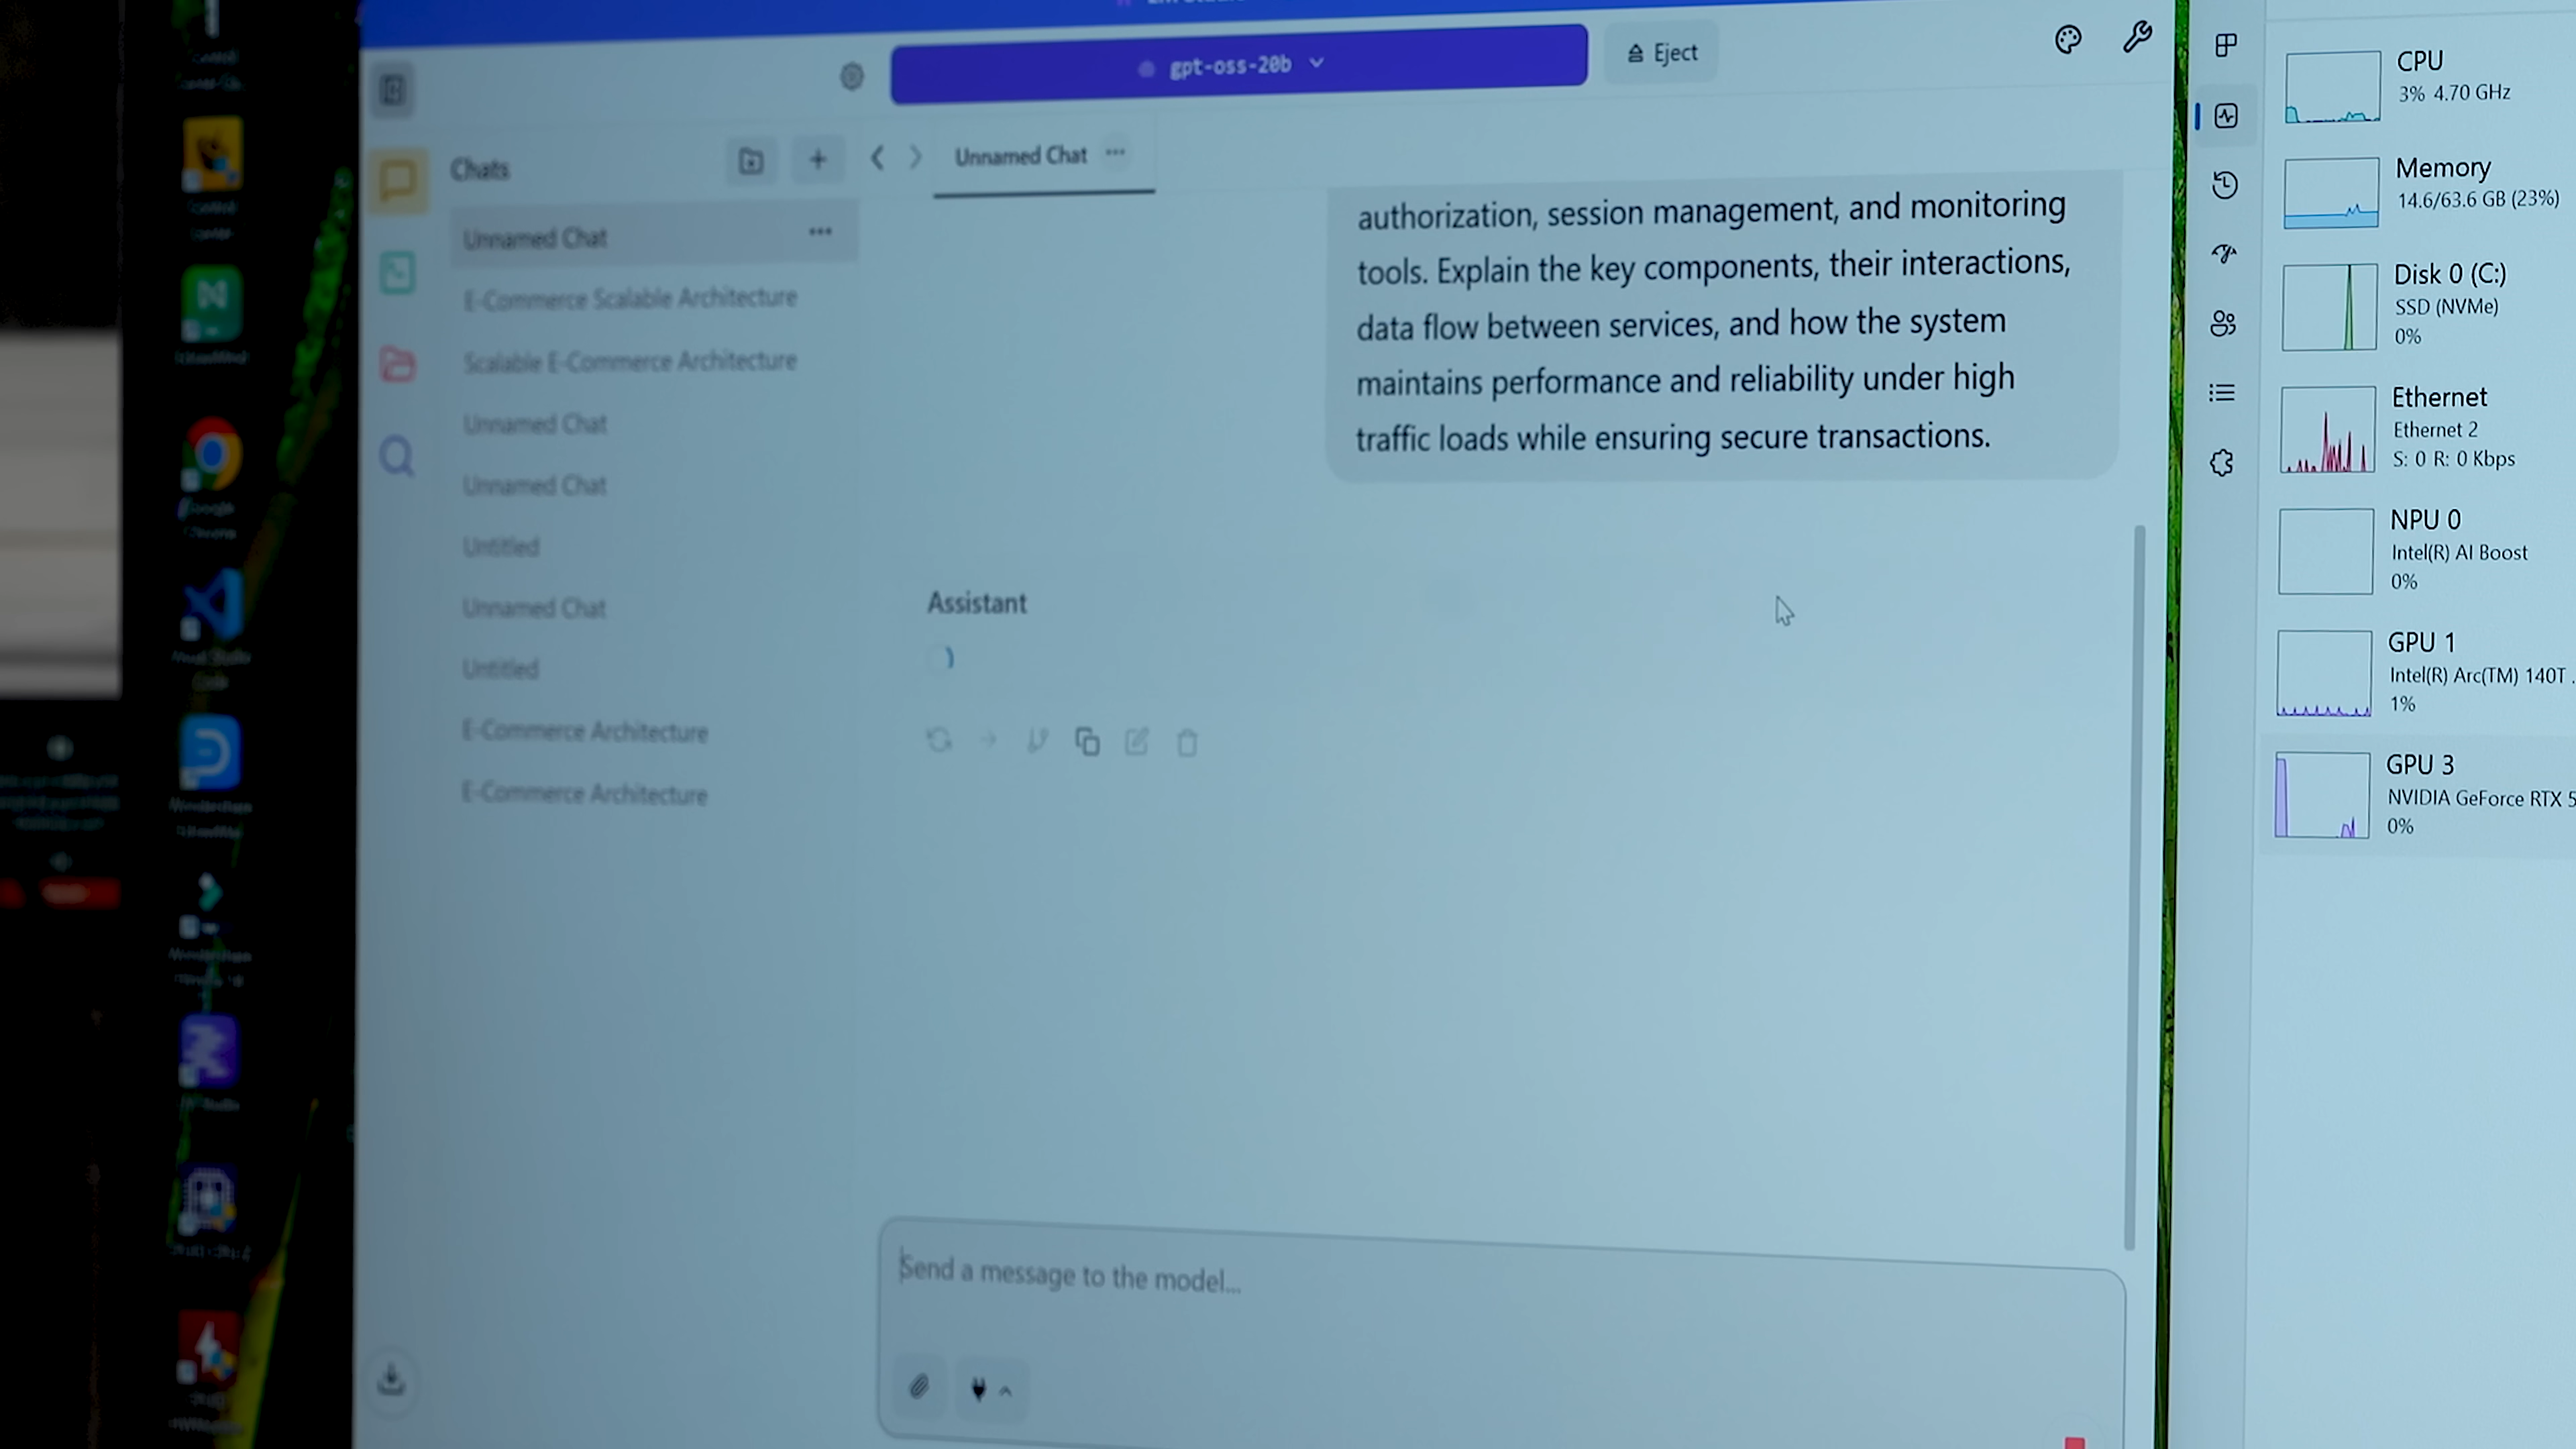 gpt-oss-20b
Eject
Chats
Unnamed Chat
Unnamed Chat
E-Commerce Scalable Architecture
Scalable E-Commerce Architecture
Unnamed Chat
Unnamed Chat
Untitled
Unnamed Chat
Untitled
E-Commerce Architecture
E-Commerce Architecture
authorization, session management, and monitoring
tools. Explain the key components, their interactions,
data flow between services, and how the system
maintains performance and reliability under high
traffic loads while ensuring secure transactions.
Assistant
Send a message to the model...
CPU
3% 4.70 GHz
Memory
14.6/63.6 GB (23%)
Disk 0 (C:)
SSD (NVMe)
0%
Ethernet
Ethernet 2
S: 0 R: 0 Kbps
NPU 0
Intel(R) AI Boost
0%
GPU 1
Intel(R) Arc(TM) 140T
1%
GPU 3
NVIDIA GeForce RTX 5
0%